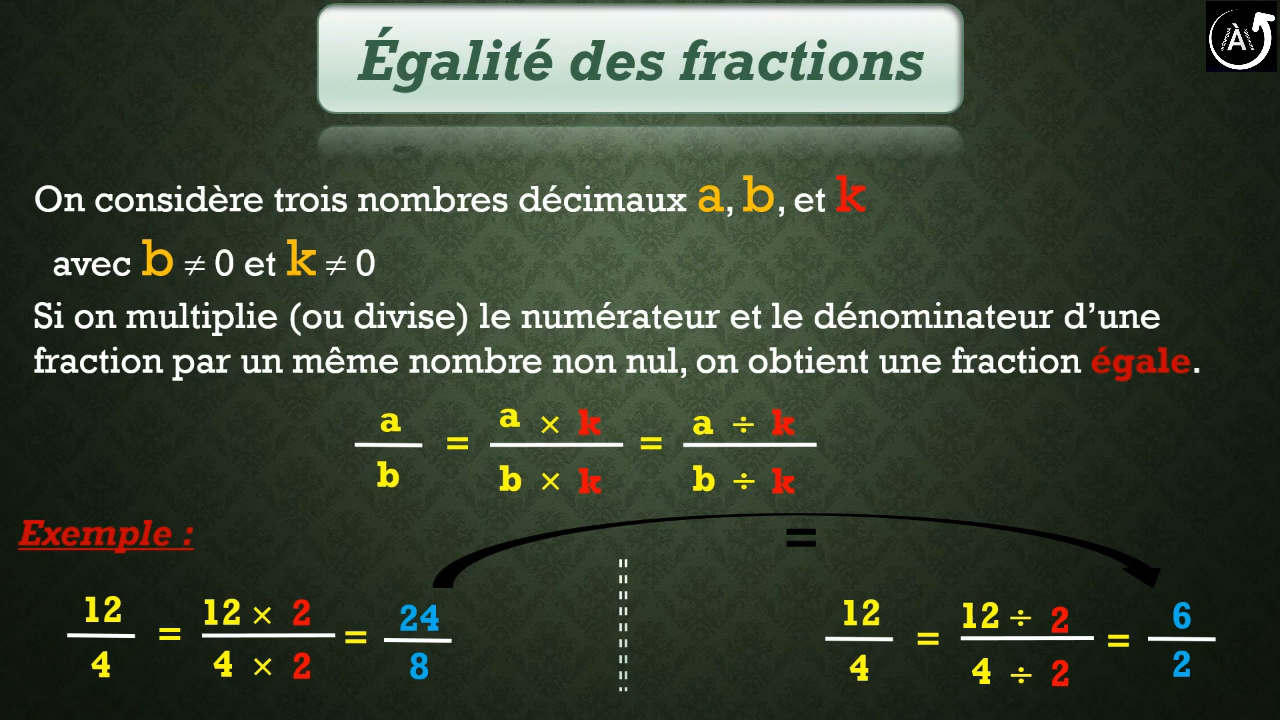 Égalité des fractions
À
On considère trois nombres décimaux a, b, et k
avec b ≠ 0 et k ≠ 0
Si on multiplie (ou divise) le numérateur et le dénominateur d’une
fraction par un même nombre non nul, on obtient une fraction égale.
a a × k a ÷ k
= =
b b × k b ÷ k
Exemple :
=
12 12 × 2 24
= =
4 4 × 2 8
12 12 ÷ 2 6
= =
4 4 ÷ 2 2